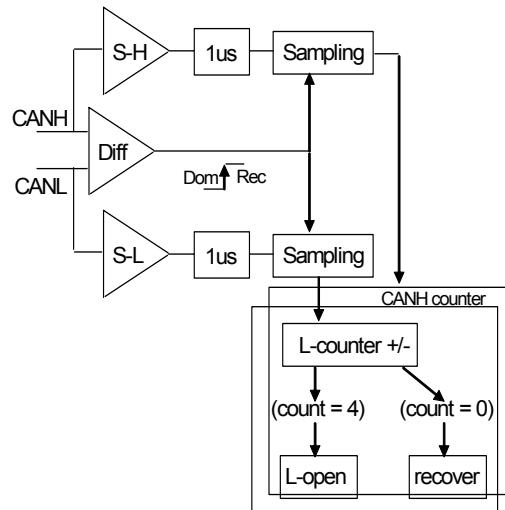 S-H
1us
Sampling
CANH
Diff
Dom
Rec
CANL
S-L
1us
Sampling
CANH counter
L-counter +/-
(count = 4)
(count = 0)
L-open
recover